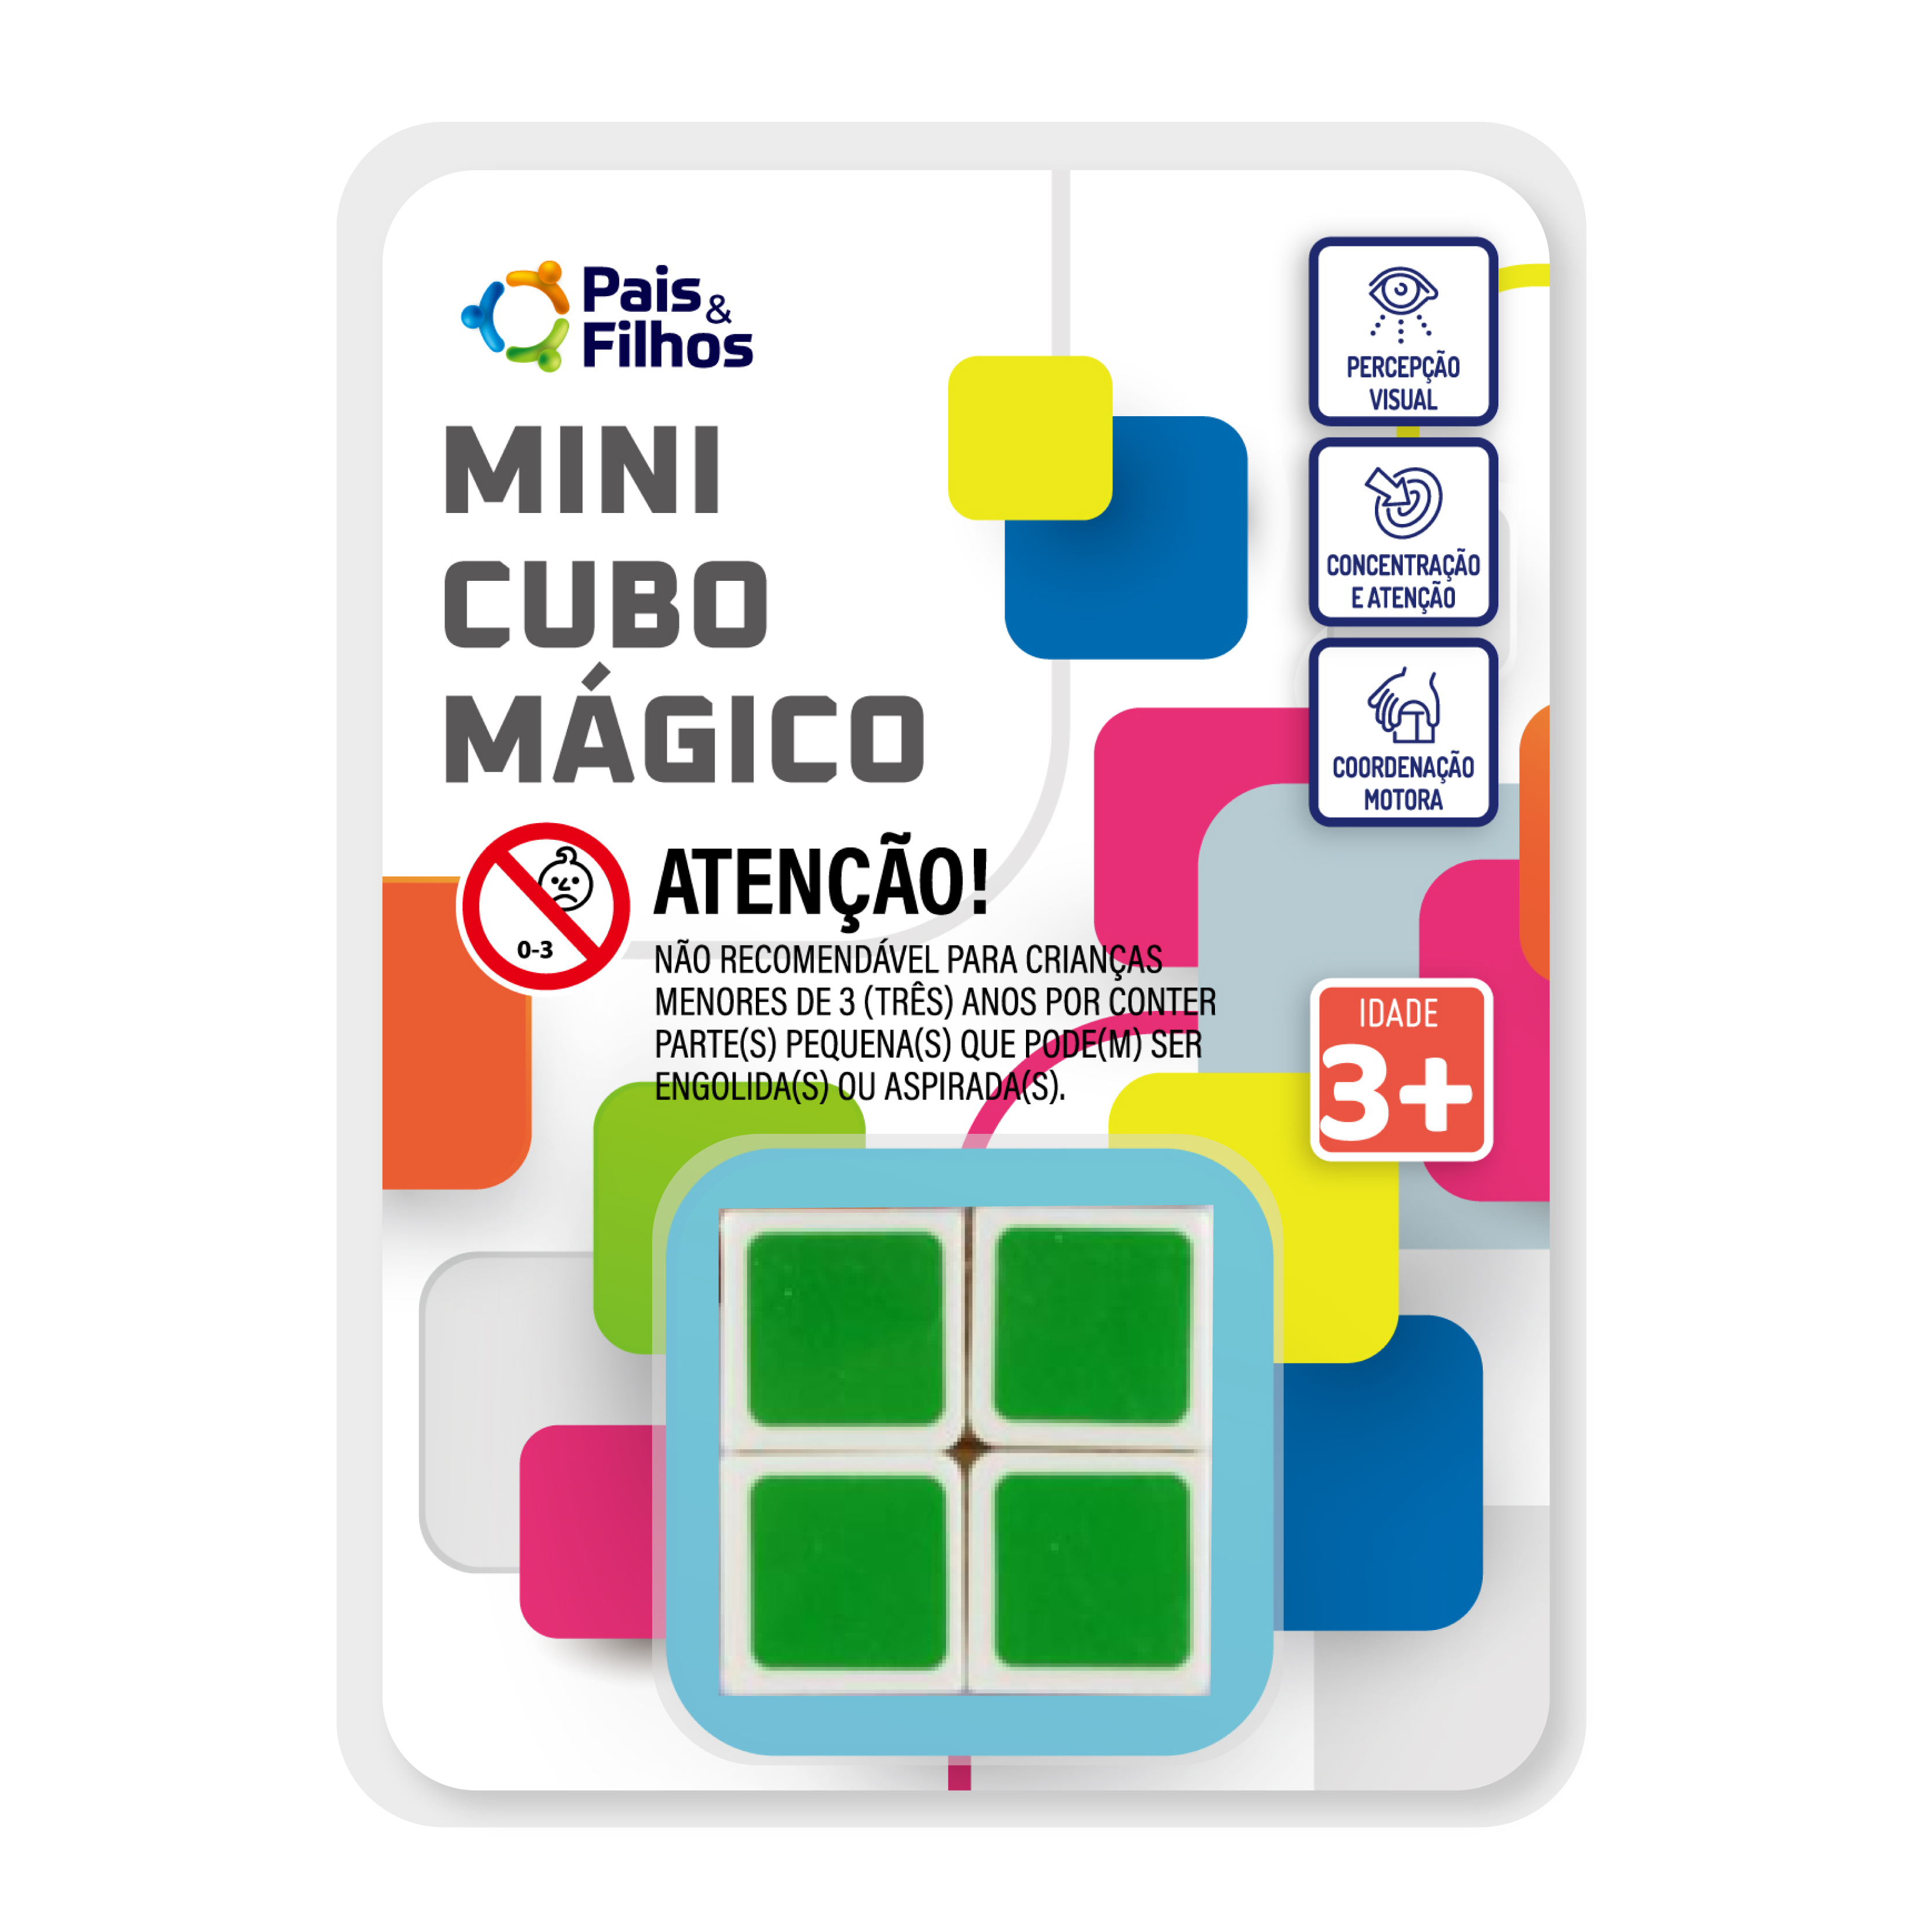 Pais &
Filhos
MINI
CUBO
MÁGICO
PERCEPÇÃO
VISUAL
CONCENTRAÇÃO
E ATENÇÃO
COORDENAÇÃO
MOTORA
0-3
ATENÇÃO!
NÃO RECOMENDÁVEL PARA CRIANÇAS
MENORES DE 3 (TRÊS) ANOS POR CONTER
PARTE(S) PEQUENA(S) QUE PODE(M) SER
ENGOLIDA(S) OU ASPIRADA(S).
IDADE
3+